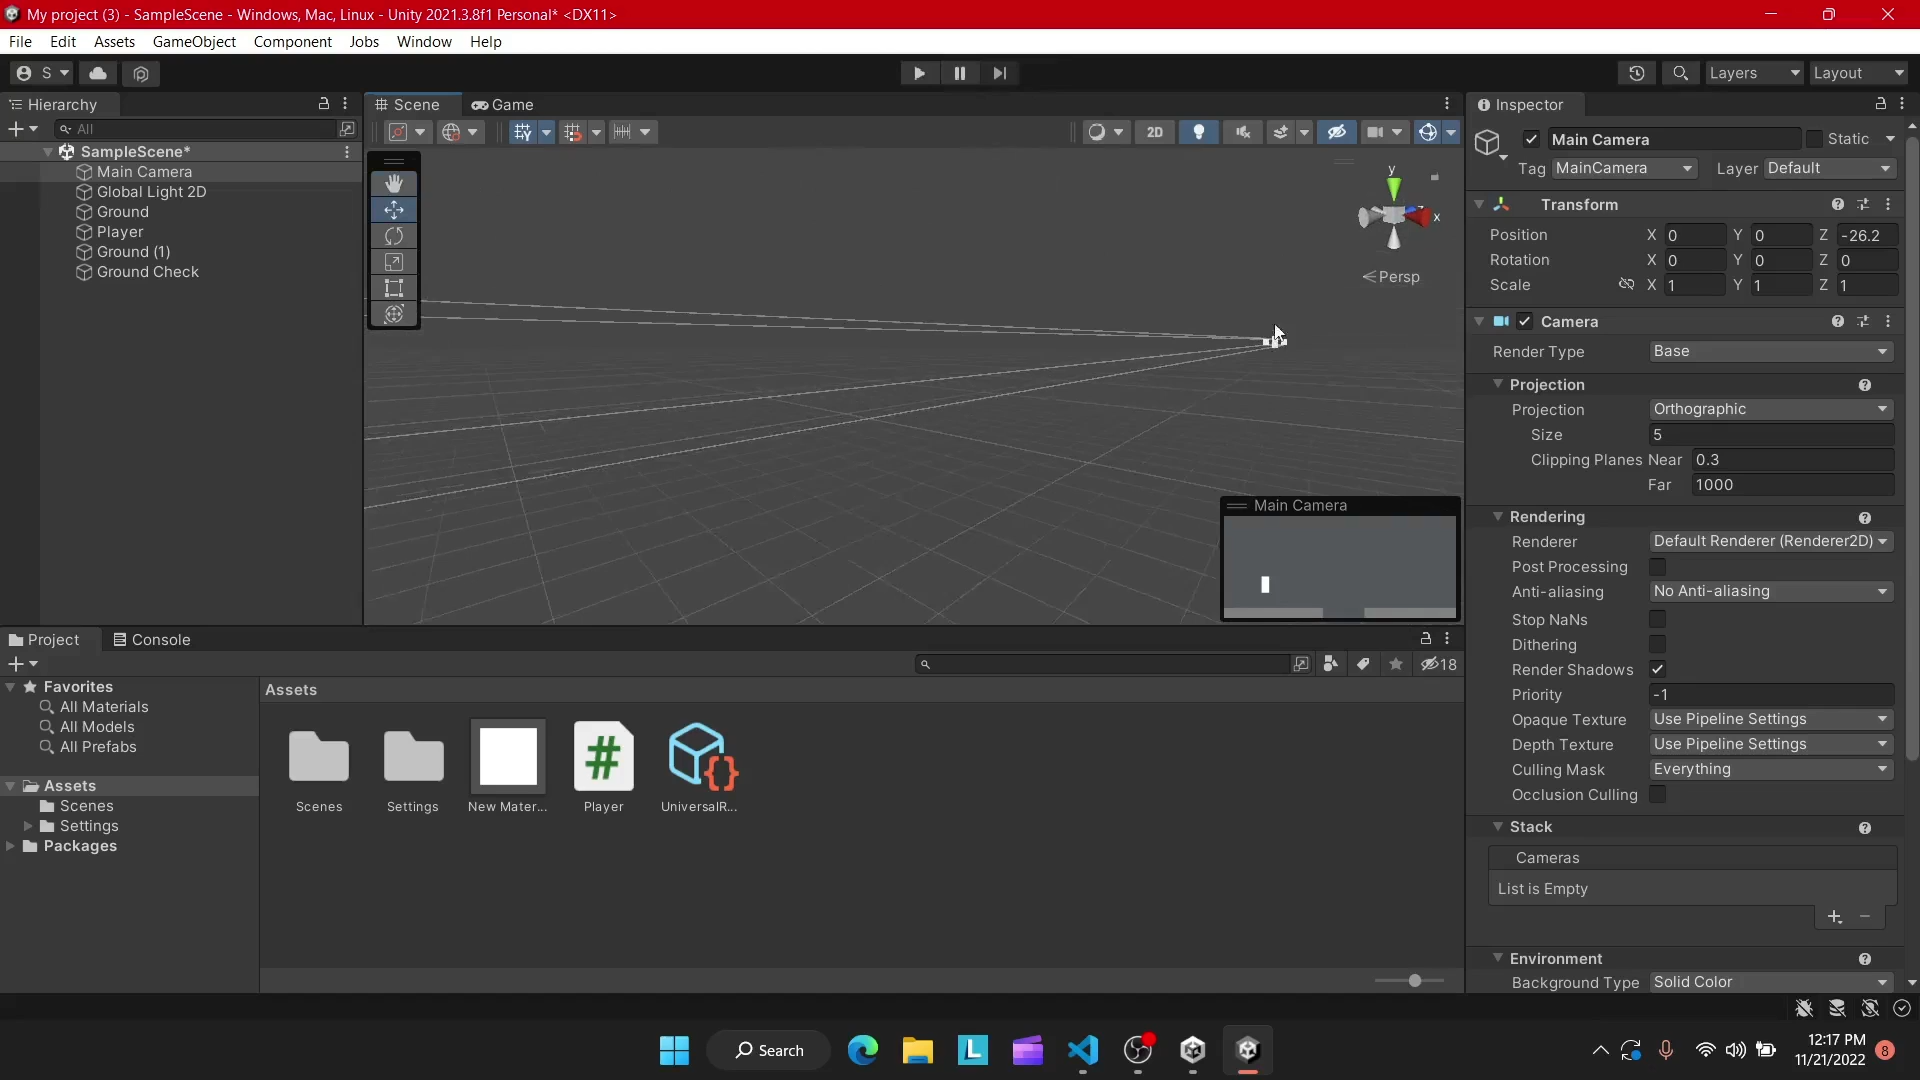 My project (3) - SampleScene - Windows, Mac, Linux - Unity 2021.3.8f1 Personal* <DX11>
File Edit Assets GameObject Component Jobs Window Help
S
Layers
Layout
Hierarchy
All
SampleScene*
Main Camera
Global Light 2D
Ground
Player
Ground (1)
Ground Check
Scene
Game
2D
y
x
Persp
Main Camera
Inspector
Main Camera
Static
Tag MainCamera Layer Default
Transform
Position X 0 Y 0 Z -26.2
Rotation X 0 Y 0 Z 0
Scale X 1 Y 1 Z 1
Camera
Render Type Base
Projection
Projection Orthographic
Size 5
Clipping Planes Near 0.3
Far 1000
Rendering
Renderer Default Renderer (Renderer2D)
Post Processing
Anti-aliasing No Anti-aliasing
Stop NaNs
Dithering
Render Shadows
Priority -1
Opaque Texture Use Pipeline Settings
Depth Texture Use Pipeline Settings
Culling Mask Everything
Occlusion Culling
Stack
Cameras
List is Empty
Environment
Background Type Solid Color
Project
Console
18
Favorites
All Materials
All Models
All Prefabs
Assets
Scenes
Settings
Packages
Assets
Scenes
Settings
New Mater...
Player
UniversalR...
Search
12:17 PM
11/21/2022
8